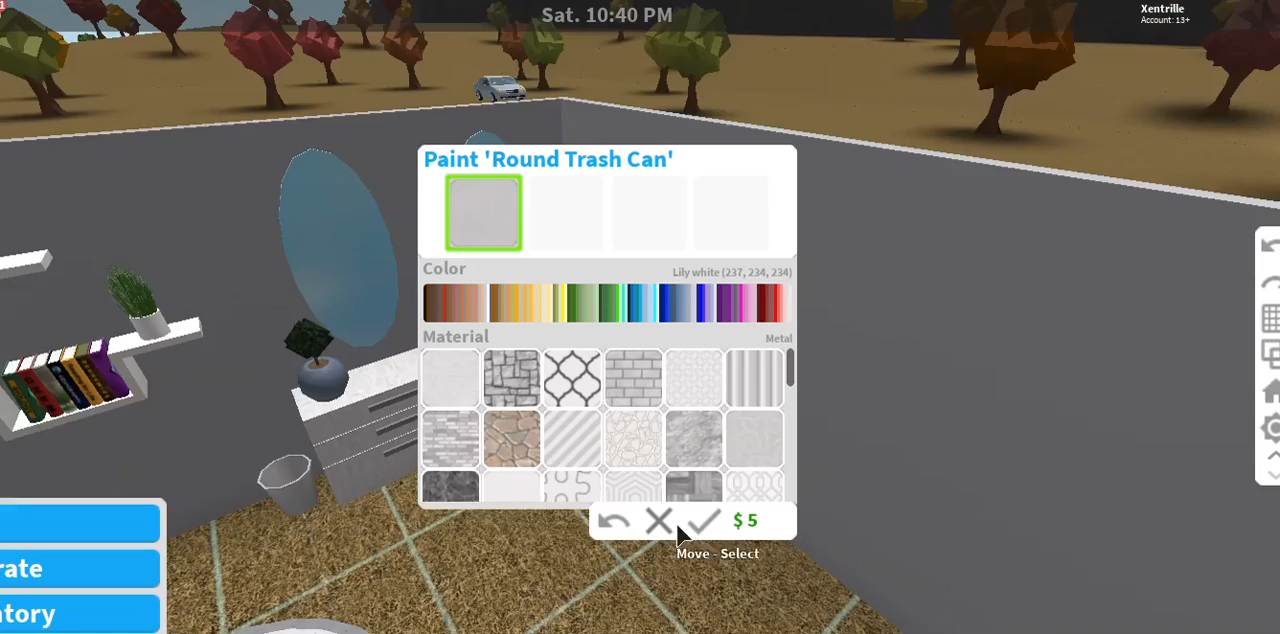 1
Sat. 10:40 PM
Xentrille
Account: 13+
Paint 'Round Trash Can'
Color
Lily white (237, 234, 234)
Material
Metal
$ 5
Move - Select
rate
tory